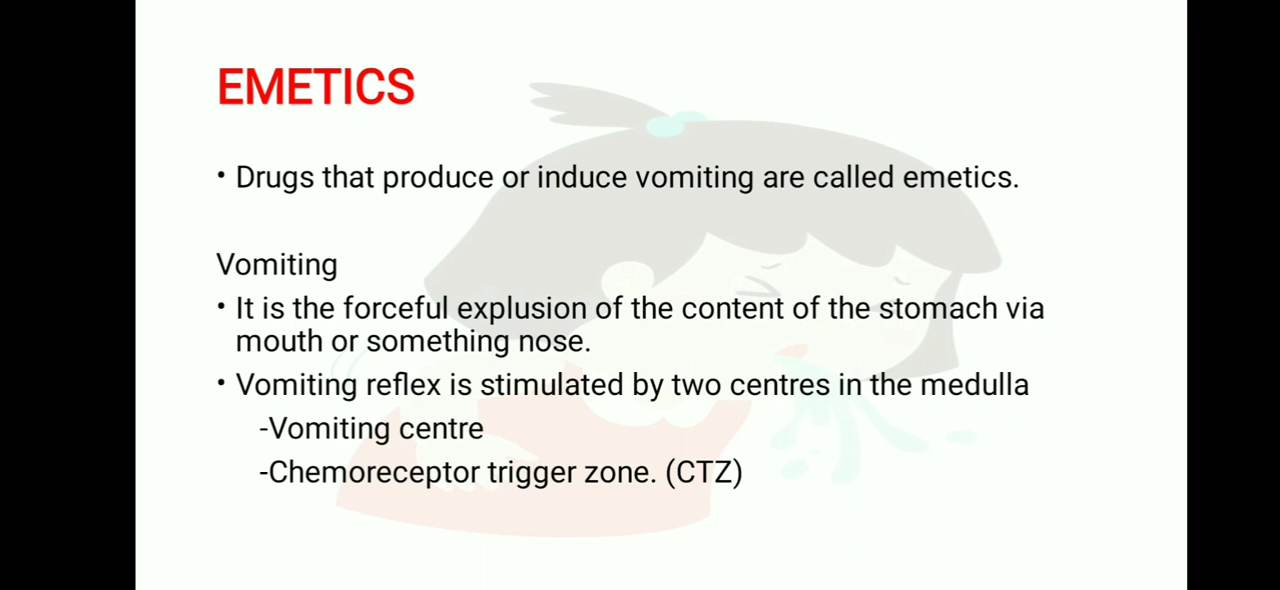 EMETICS
• Drugs that produce or induce vomiting are called emetics.
Vomiting
• It is the forceful explusion of the content of the stomach via
mouth or something nose.
• Vomiting reflex is stimulated by two centres in the medulla
-Vomiting centre
-Chemoreceptor trigger zone. (CTZ)